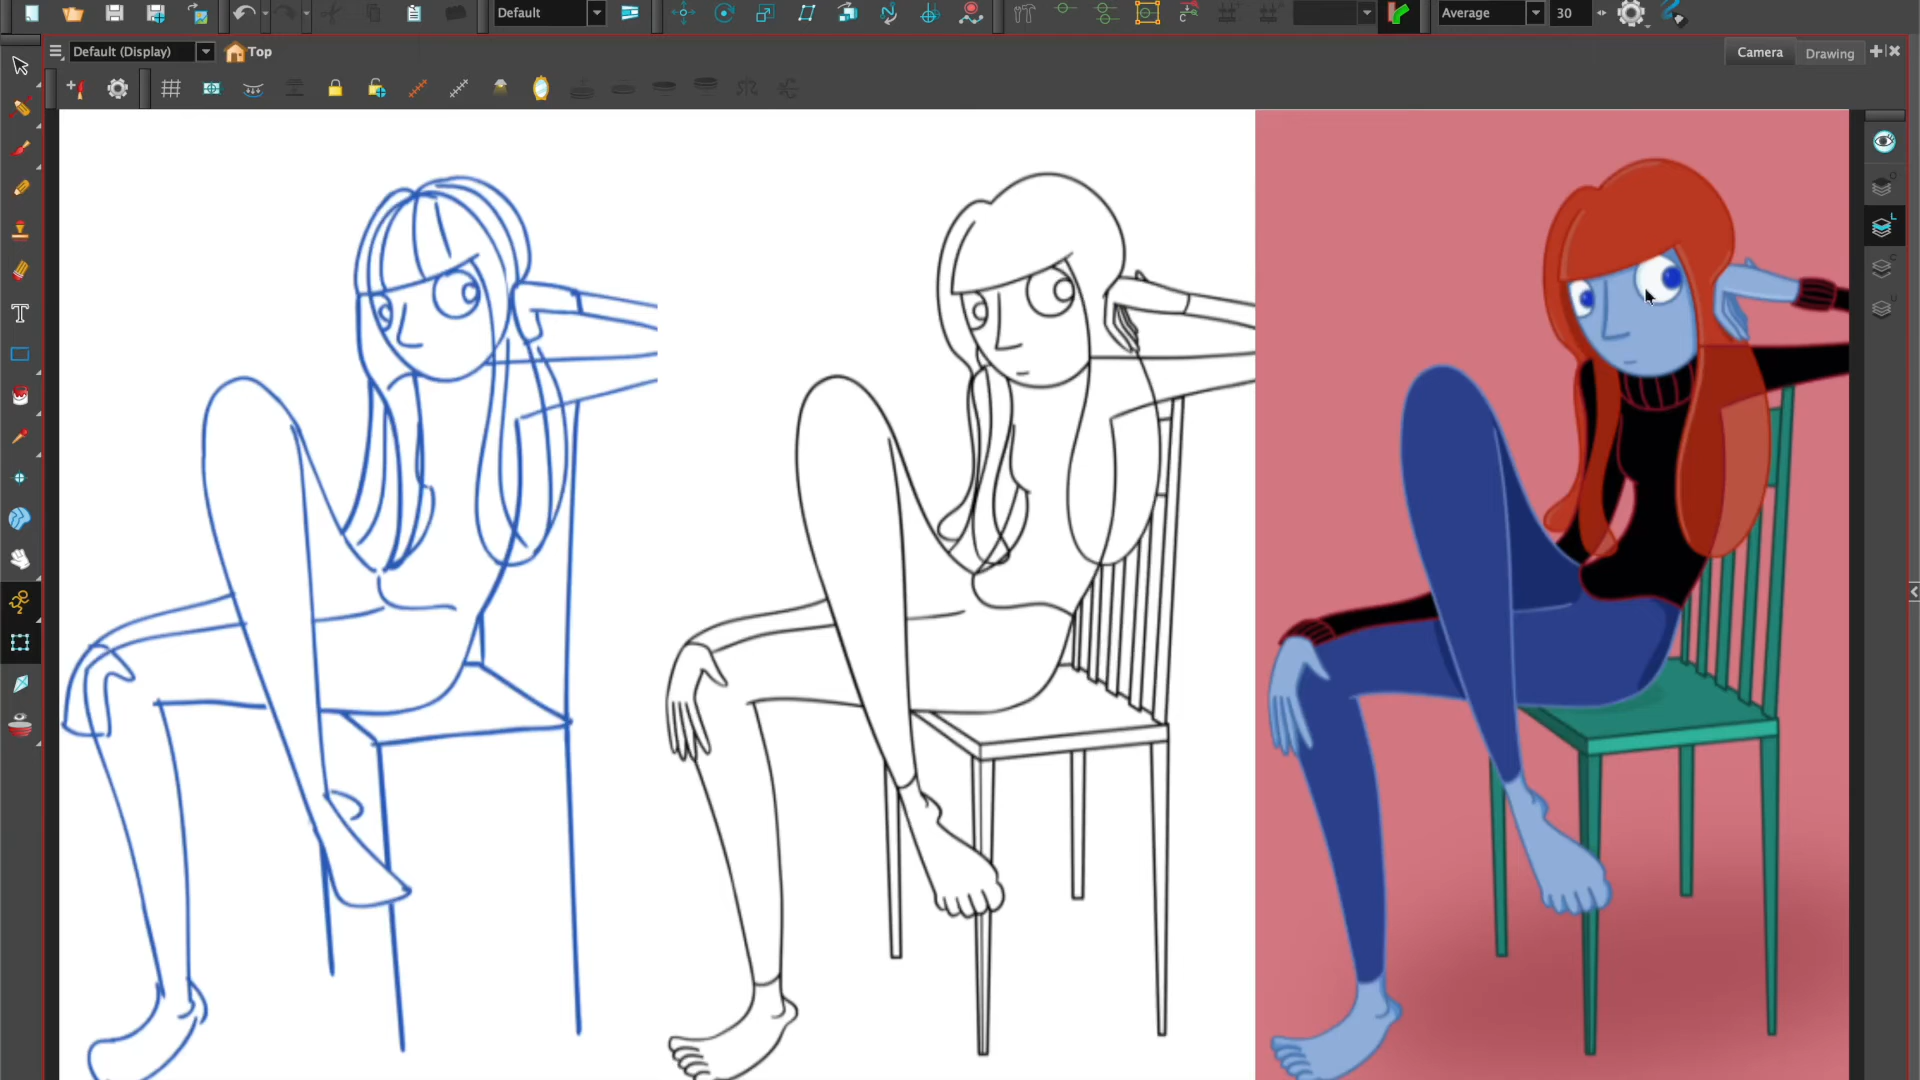 Default
Average
30
Default (Display)
Top
Camera
Drawing